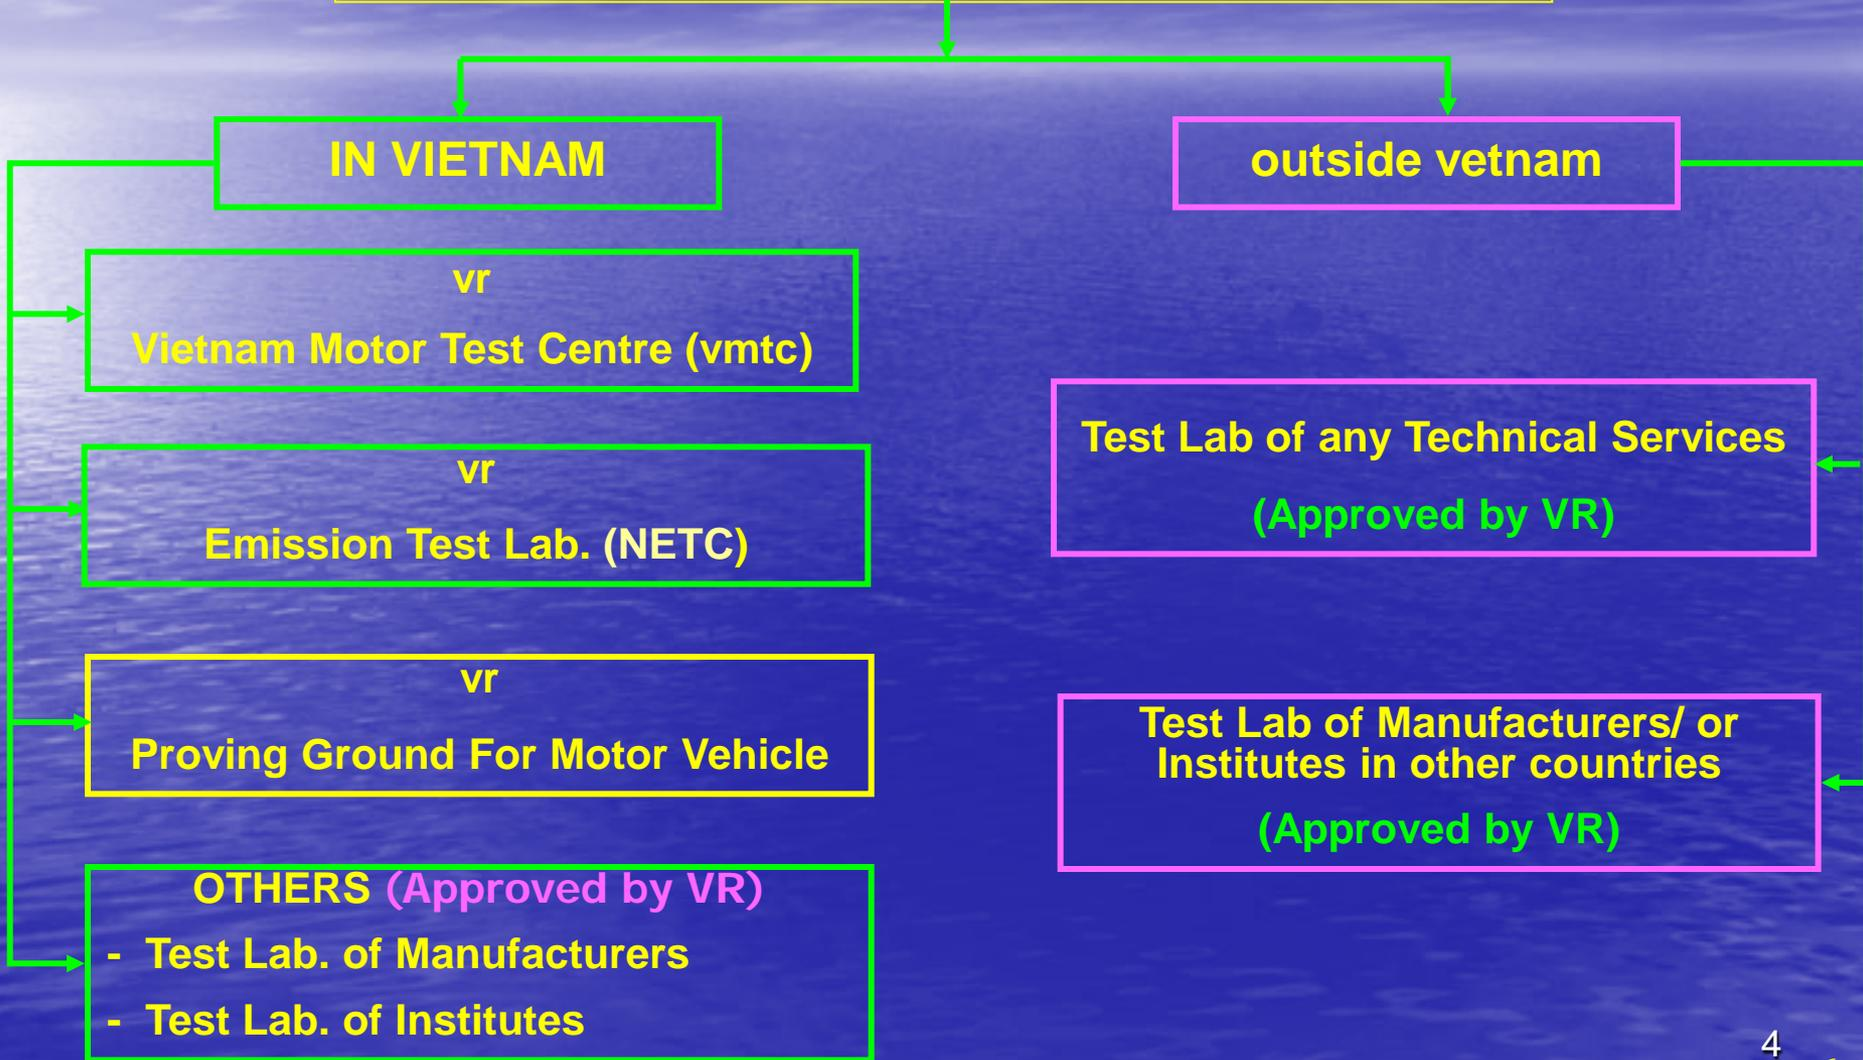 IN VIETNAM
outside vetnam
vr
Vietnam Motor Test Centre (vmtc)
vr
Emission Test Lab. (NETC)
vr
Proving Ground For Motor Vehicle
OTHERS (Approved by VR)
- Test Lab. of Manufacturers
- Test Lab. of Institutes
Test Lab of any Technical Services
(Approved by VR)
Test Lab of Manufacturers/ or
Institutes in other countries
(Approved by VR)
4